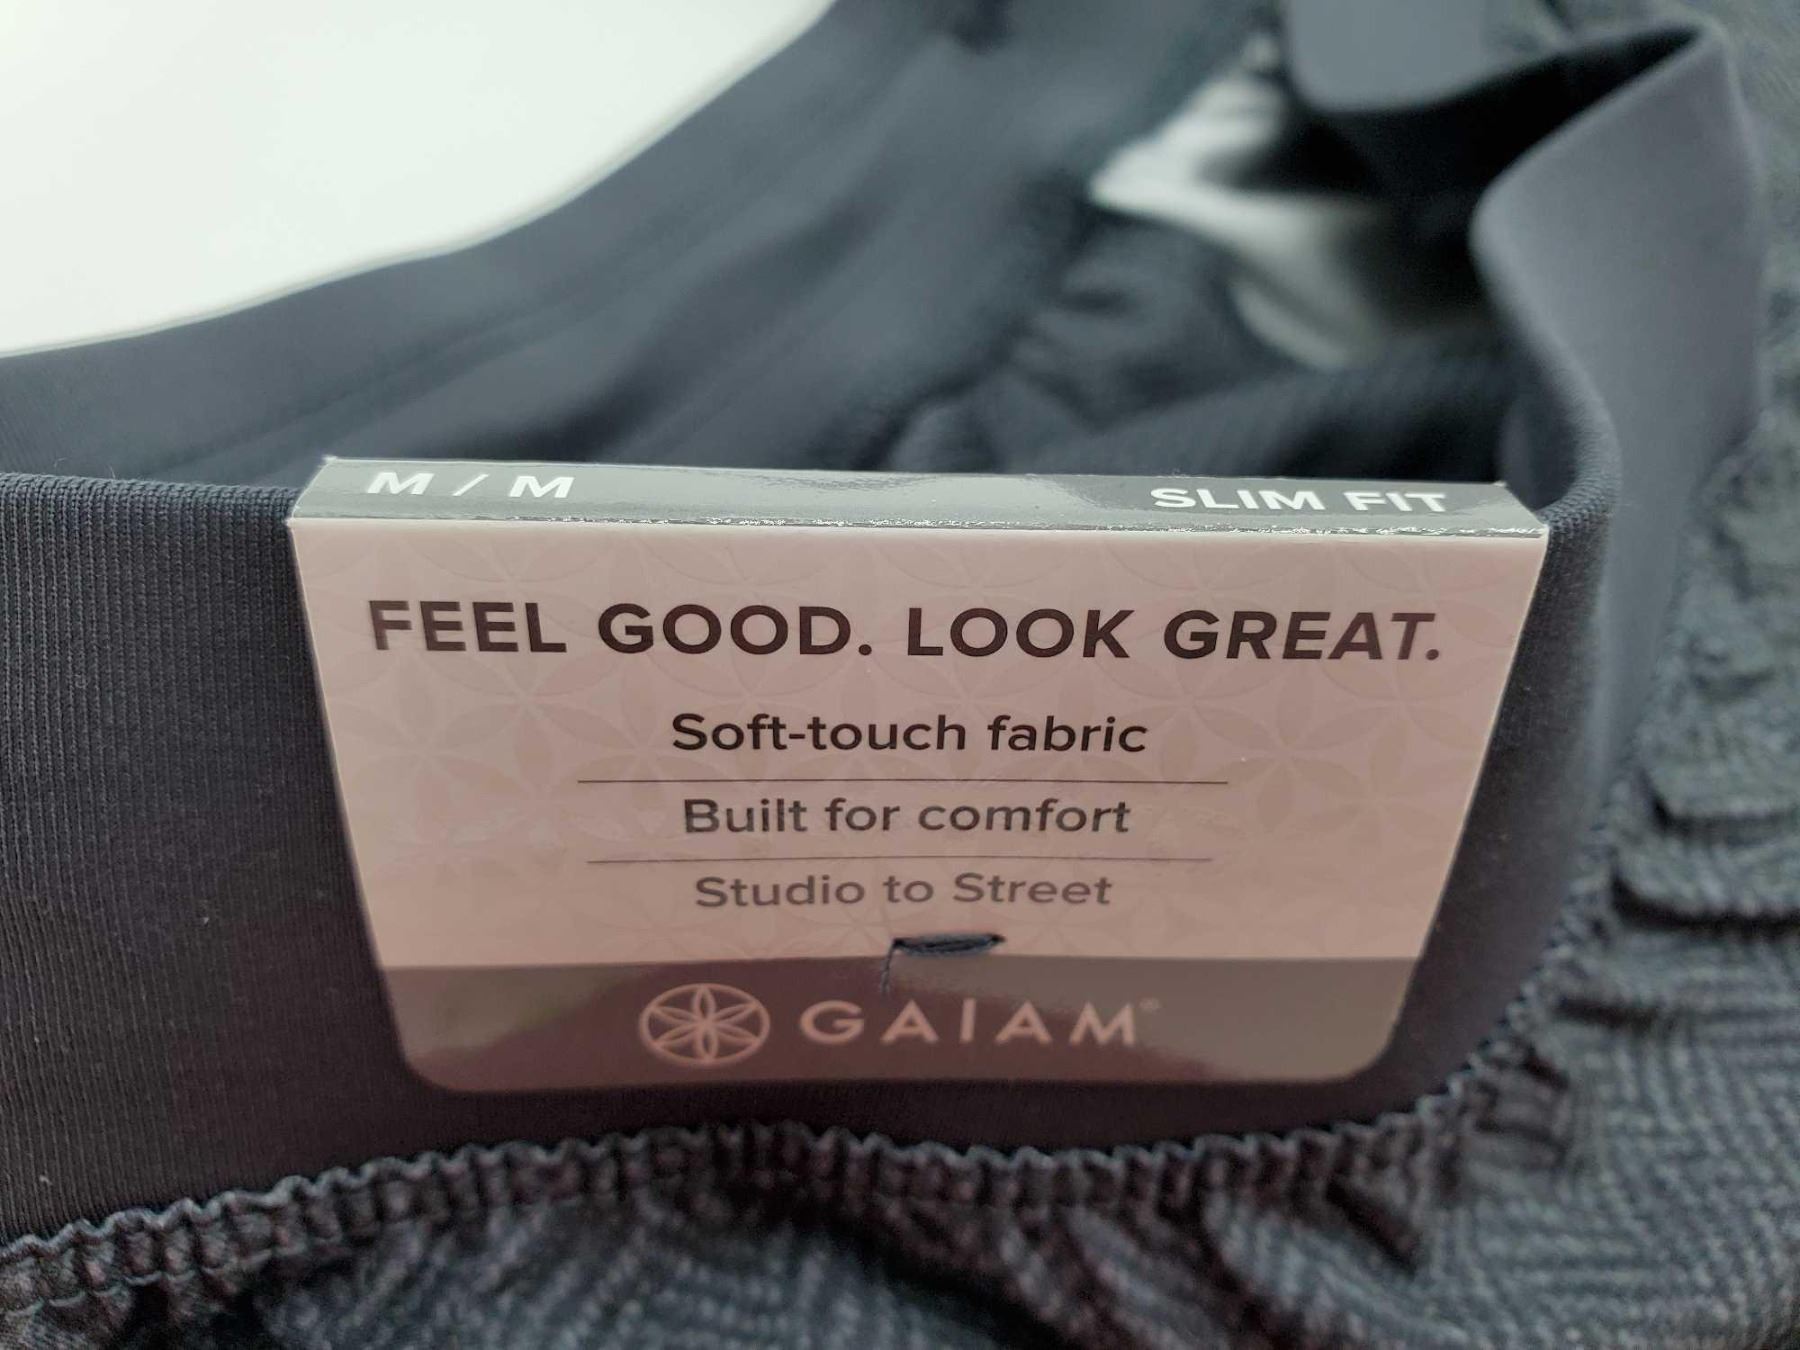 M / M SLIM FIT
FEEL GOOD. LOOK GREAT.
Soft-touch fabric
Built for comfort
Studio to Street
GAIAM®